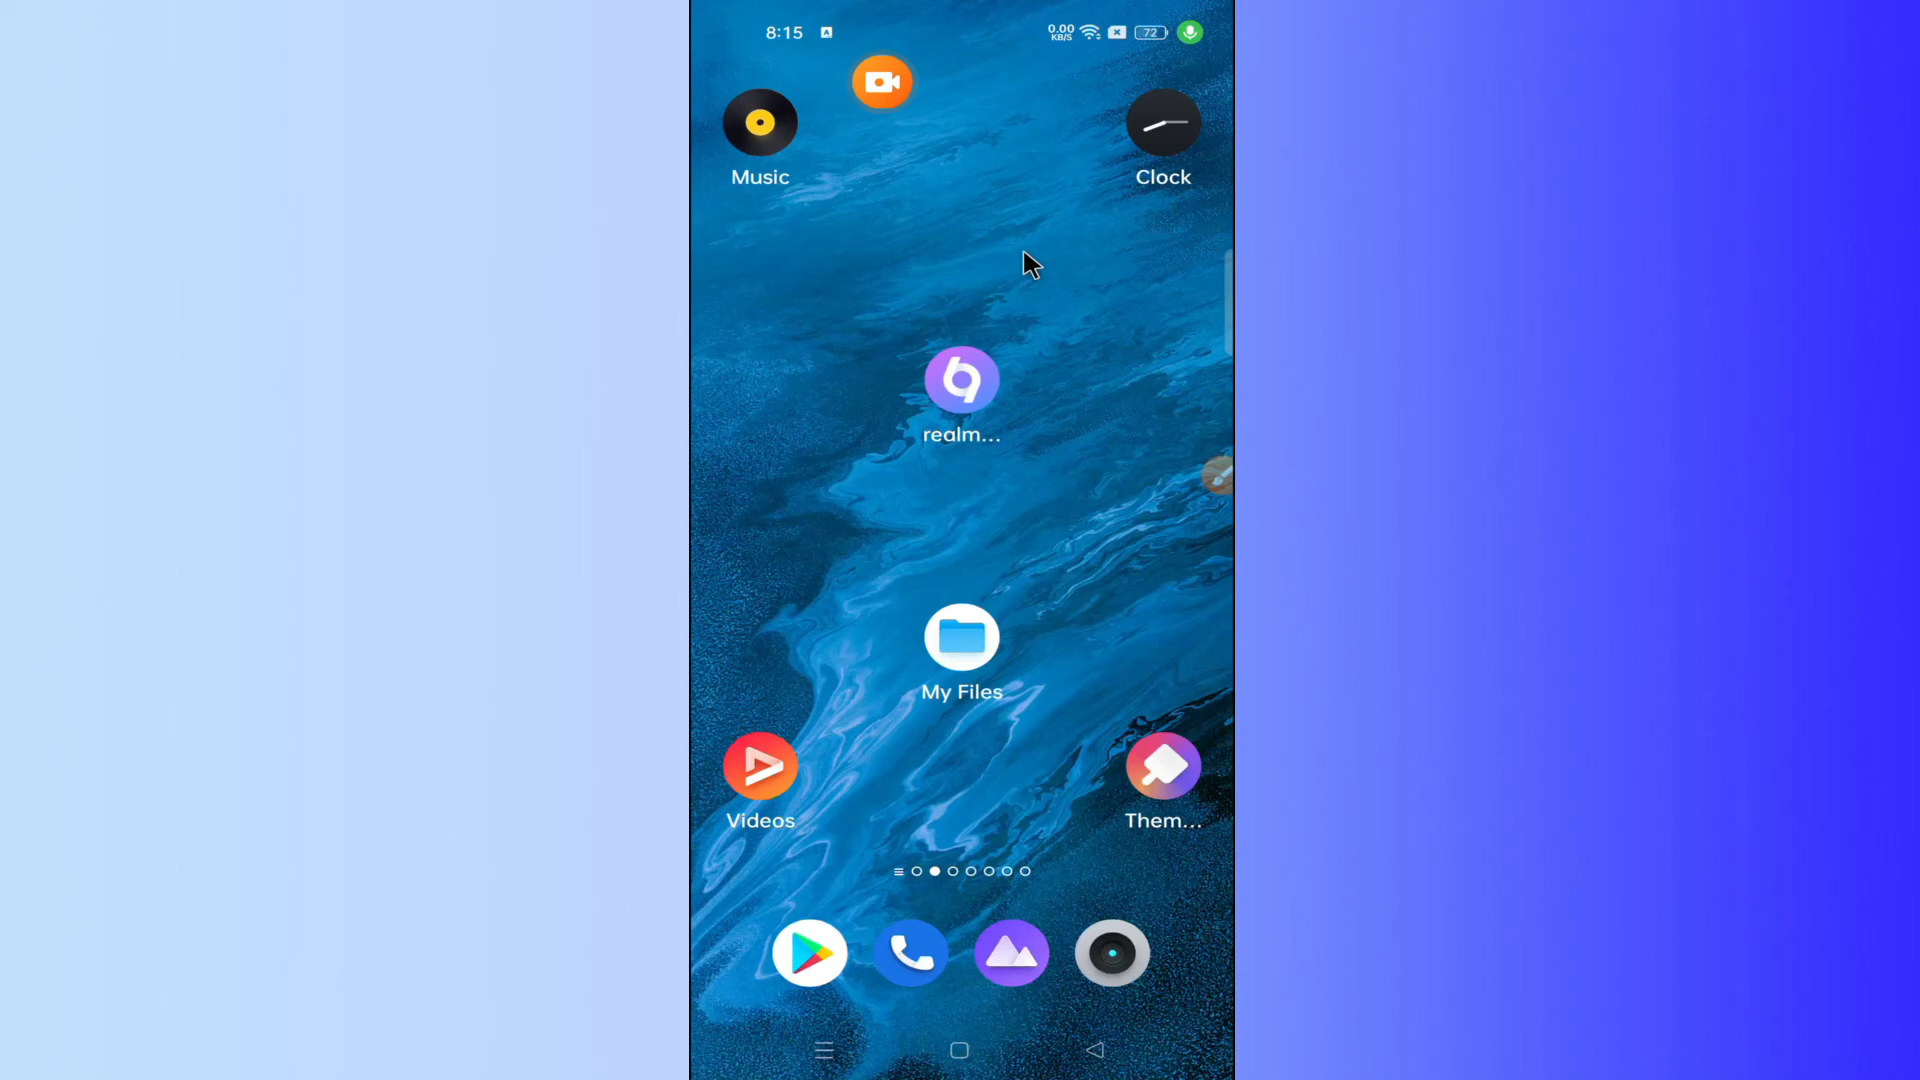 8:15
0.00
KB/S
72
Music
Clock
realm...
My Files
Videos
Them...